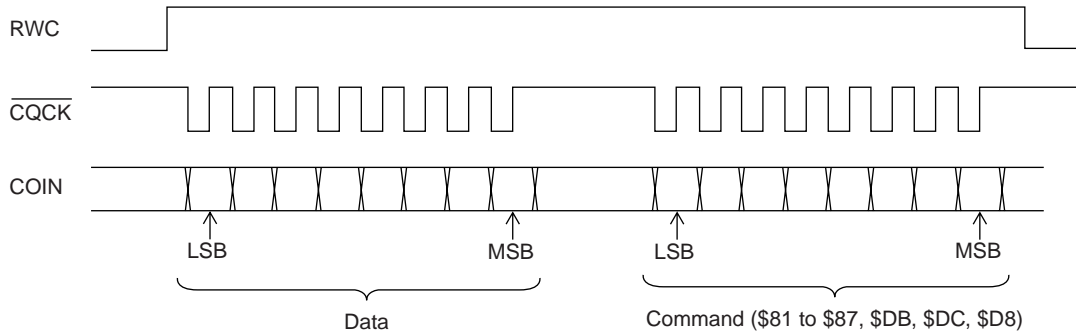 RWC
CQCK
COIN
LSB MSB LSB MSB
Data Command ($81 to $87, $DB, $DC, $D8)